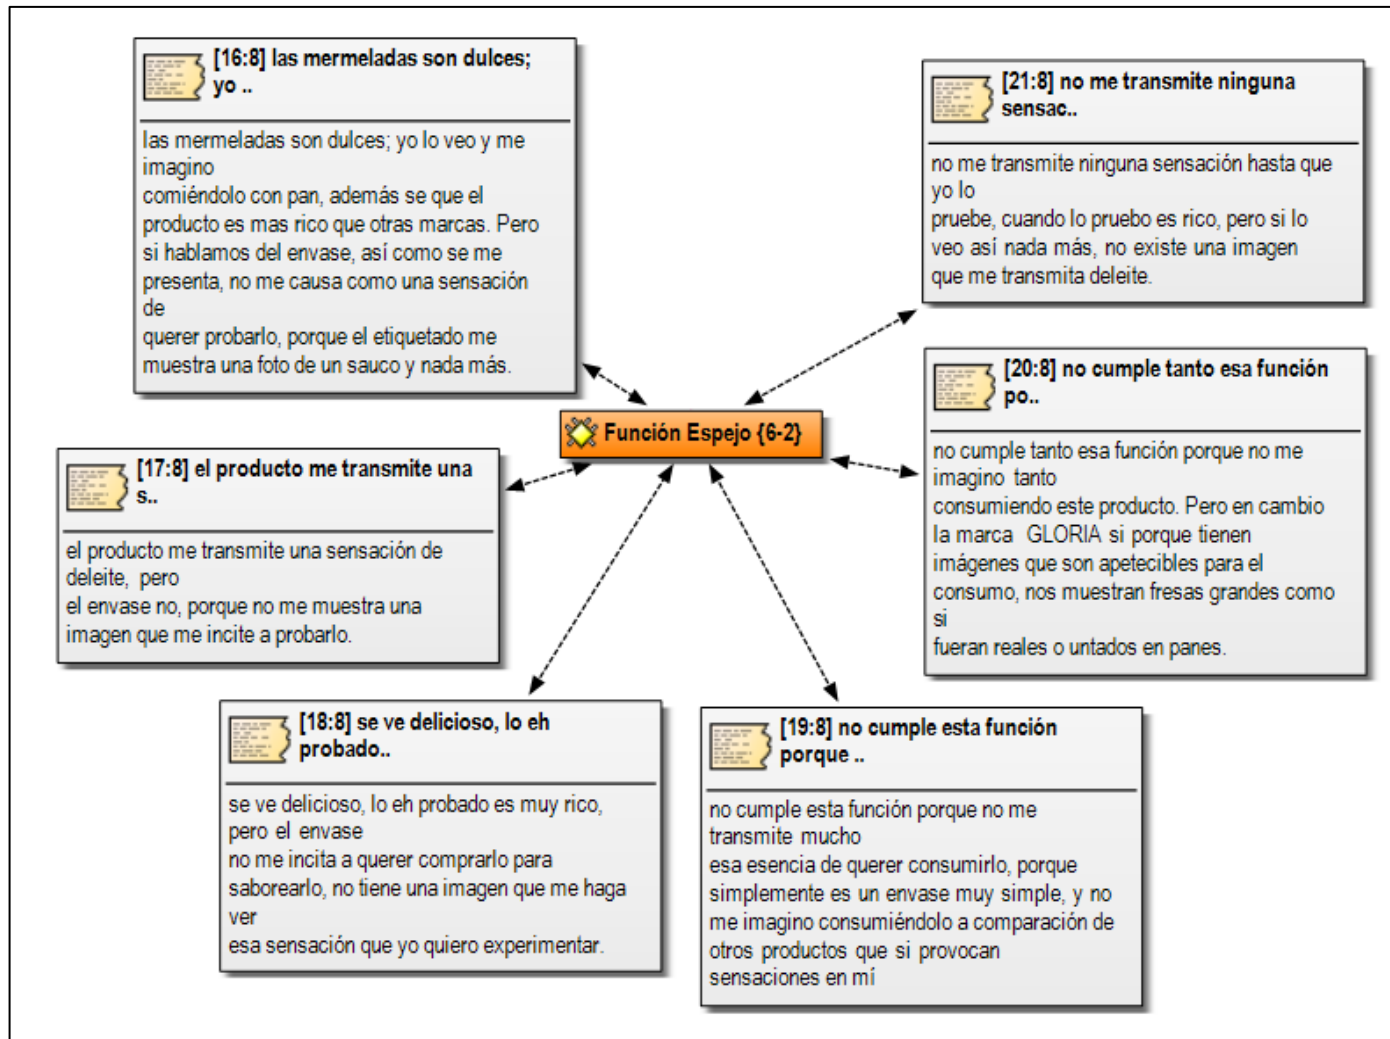 [16:8] las mermeladas son dulces;
yo ..
las mermeladas son dulces; yo lo veo y me
imagino
comiéndolo con pan, además se que el
producto es mas rico que otras marcas. Pero
si hablamos del envase, así como se me
presenta, no me causa como una sensación
de
querer probarlo, porque el etiquetado me
muestra una foto de un sauco y nada más.
[21:8] no me transmite ninguna
sensac..
no me transmite ninguna sensación hasta que
yo lo
pruebe, cuando lo pruebo es rico, pero si lo
veo así nada más, no existe una imagen
que me transmita deleite.
[20:8] no cumple tanto esa función
po..
no cumple tanto esa función porque no me
imagino tanto
consumiendo este producto. Pero en cambio
la marca GLORIA si porque tienen
imágenes que son apetecibles para el
consumo, nos muestran fresas grandes como
si
fueran reales o untados en panes.
Función Espejo {6-2}
[17:8] el producto me transmite una
s..
el producto me transmite una sensación de
deleite, pero
el envase no, porque no me muestra una
imagen que me incite a probarlo.
[18:8] se ve delicioso, lo eh
probado..
se ve delicioso, lo eh probado es muy rico,
pero el envase
no me incita a querer comprarlo para
saborearlo, no tiene una imagen que me haga
ver
esa sensación que yo quiero experimentar.
[19:8] no cumple esta función
porque ..
no cumple esta función porque no me
transmite mucho
esa esencia de querer consumirlo, porque
simplemente es un envase muy simple, y no
me imagino consumiéndolo a comparación de
otros productos que si provocan
sensaciones en mí